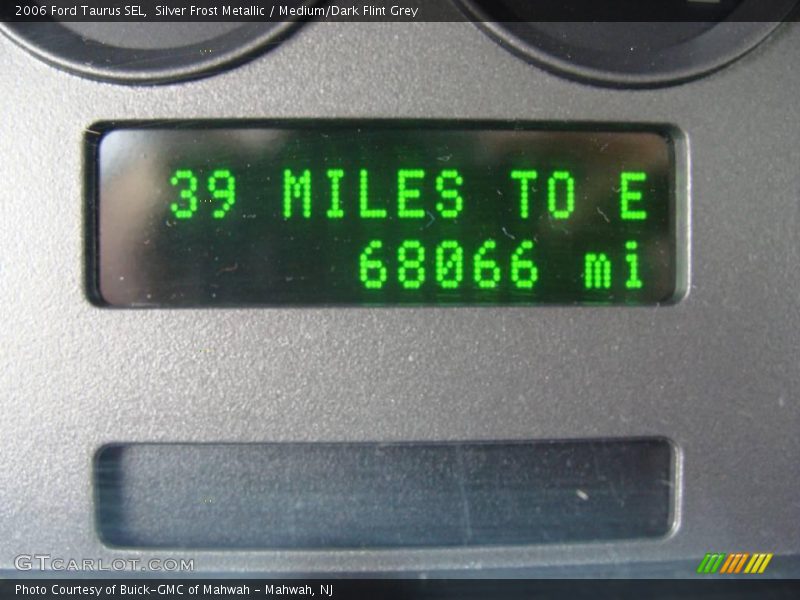 2006 Ford Taurus SEL,  Silver Frost Metallic / Medium/Dark Flint Grey
39 MILES TO E
68066 mi
GTCARLOT.COM
Photo Courtesy of Buick-GMC of Mahwah - Mahwah, NJ